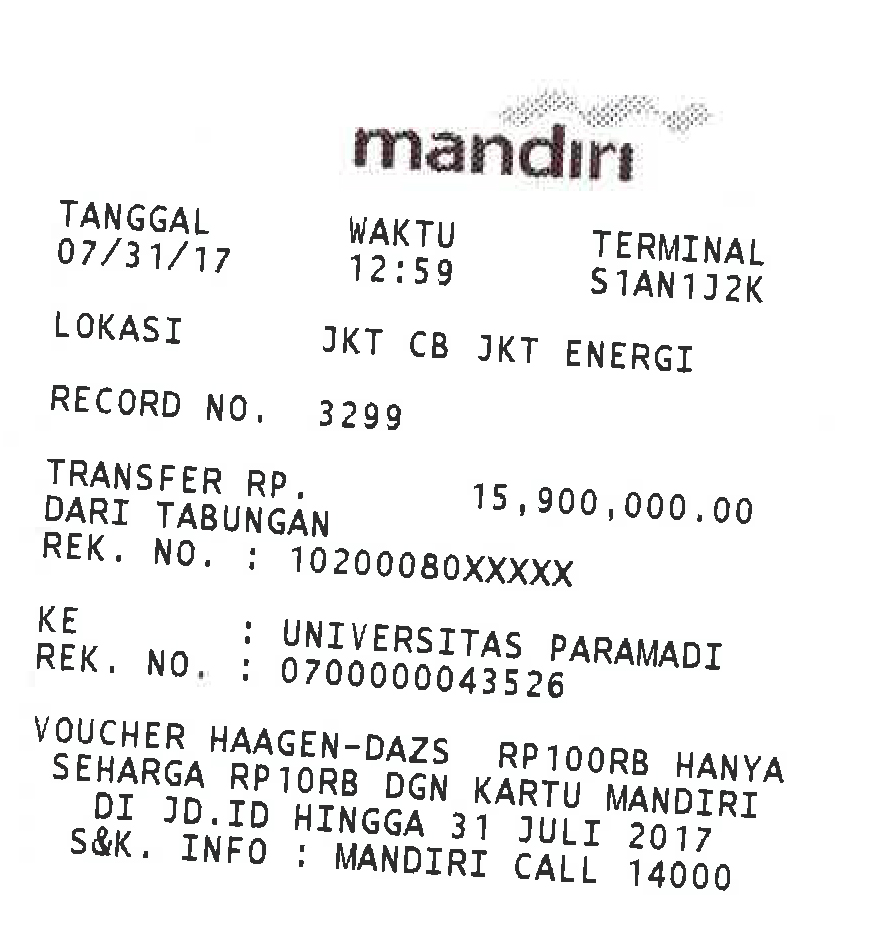 mandiri
TANGGAL WAKTU TERMINAL
07/31/17 12:59 S1AN1J2K
LOKASI JKT CB JKT ENERGI
RECORD NO. 3299
TRANSFER RP. 15,900,000.00
DARI TABUNGAN
REK. NO. : 10200080XXXXX
KE : UNIVERSITAS PARAMADI
REK. NO. : 0700000043526
VOUCHER HAAGEN-DAZS RP100RB HANYA
SEHARGA RP10RB DGN KARTU MANDIRI
DI JD.ID HINGGA 31 JULI 2017
S&K. INFO : MANDIRI CALL 14000